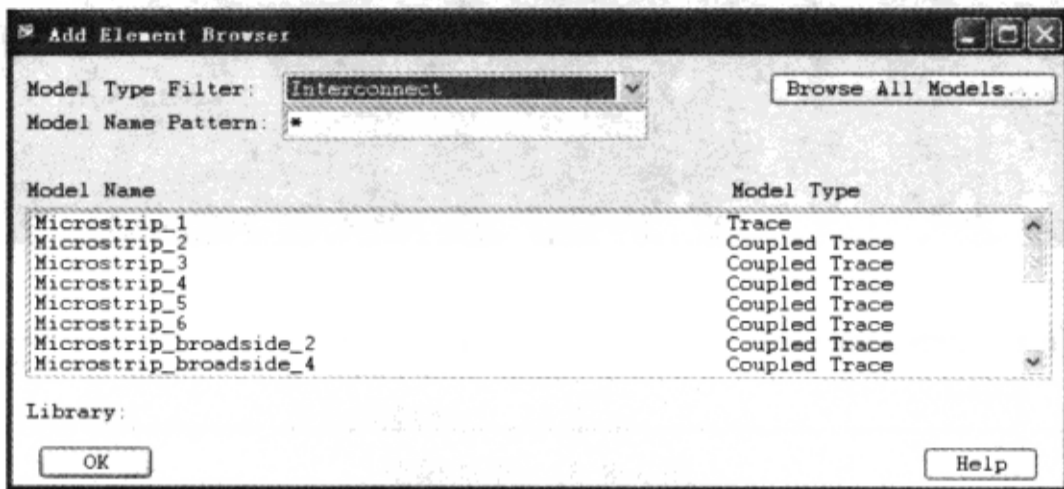 Add Element Browser
Model Type Filter: Interconnect Browse All Models...
Model Name Pattern: *
Model Name Model Type
Microstrip_1 Trace
Microstrip_2 Coupled Trace
Microstrip_3 Coupled Trace
Microstrip_4 Coupled Trace
Microstrip_5 Coupled Trace
Microstrip_6 Coupled Trace
Microstrip_broadside_2 Coupled Trace
Microstrip_broadside_4 Coupled Trace
Library:
OK Help